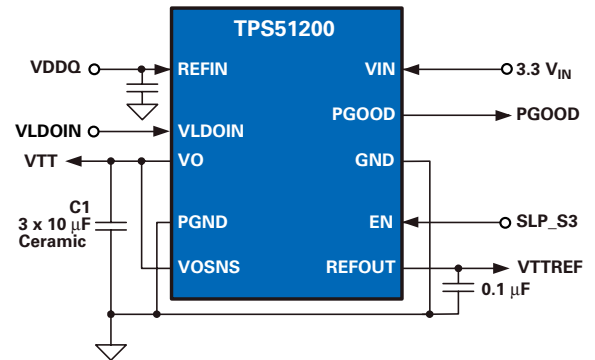 TPS51200
VDDQ
REFIN
VIN
3.3 VIN
PGOOD
PGOOD
VLDOIN
VLDOIN
VTT
VO
GND
C1
3 x 10 μF
Ceramic
PGND
EN
SLP_S3
VOSNS
REFOUT
VTTREF
0.1 μF